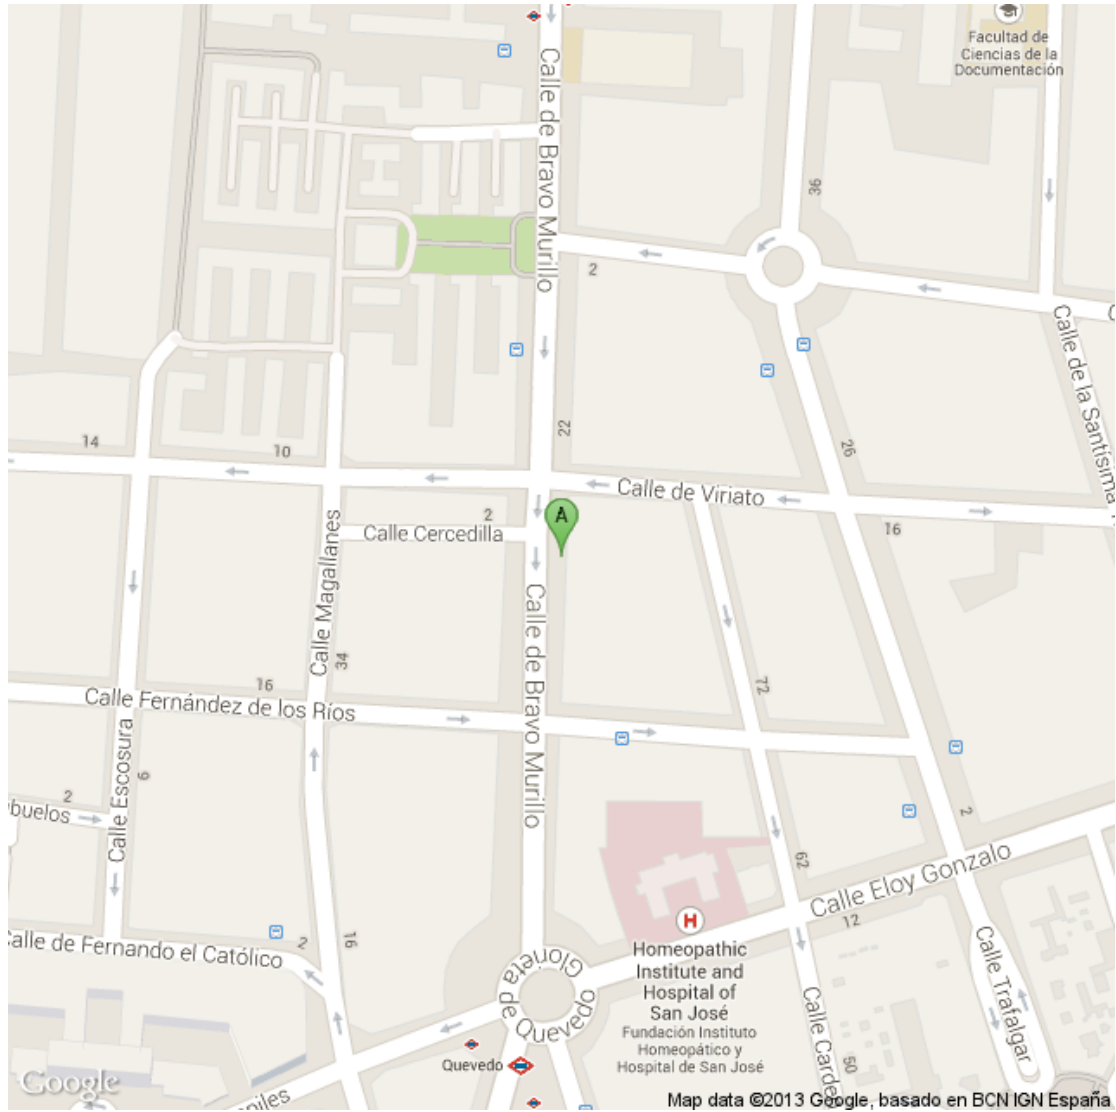 Facultad de
Ciencias de la
Documentación
Calle de Bravo Murillo
36
2
Calle de la Santísima
22
14
10
26
Calle de Viriato
16
2
Calle Cercedilla
A
Calle Magallanes
Calle de Bravo Murillo
34
16
72
Calle Fernández de los Ríos
Calle Escosura
6
2
buelos
2
62
Calle Eloy Gonzalo
12
Calle de Fernando el Católico
2
16
Glorieta de Quevedo
Homeopathic
Institute and
Hospital of
San José
Fundación Instituto
Homeopático y
Hospital de San José
Calle Trafalgar
Calle Carde
50
Quevedo
Google
piles
Map data ©2013 Google, basado en BCN IGN España